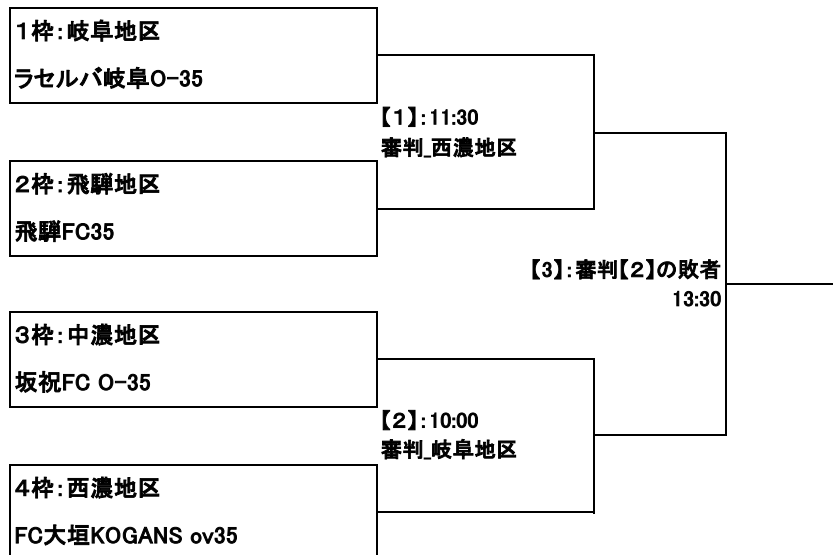 1枠：岐阜地区
ラセルバ岐阜O-35
【1】：11:30
審判_西濃地区
2枠：飛騨地区
飛騨FC35
【3】：審判【2】の敗者
13:30
3枠：中濃地区
坂祝FC O-35
【2】：10:00
審判_岐阜地区
4枠：西濃地区
FC大垣KOGANS ov35